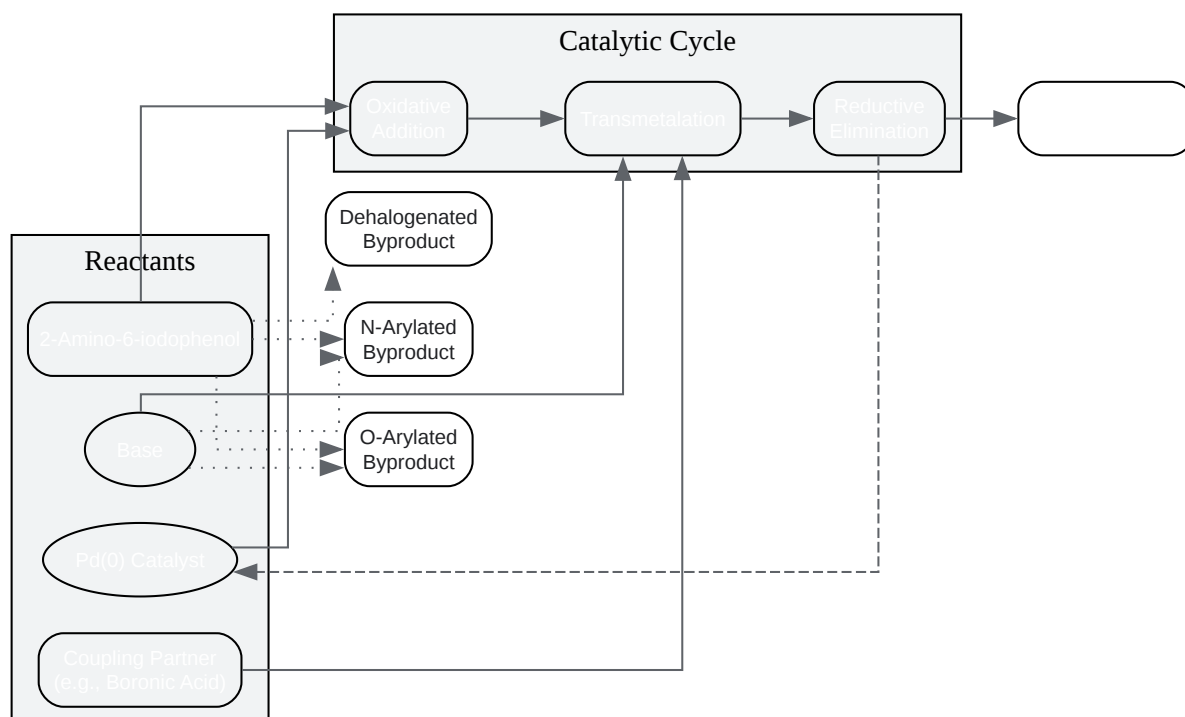 Catalytic Cycle
Oxidative
Addition
Transmetalation
Reductive
Elimination
Dehalogenated
Byproduct
Reactants
2-Amino-6-iodophenol
N-Arylated
Byproduct
Base
O-Arylated
Byproduct
Pd(0) Catalyst
Coupling Partner
(e.g., Boronic Acid)